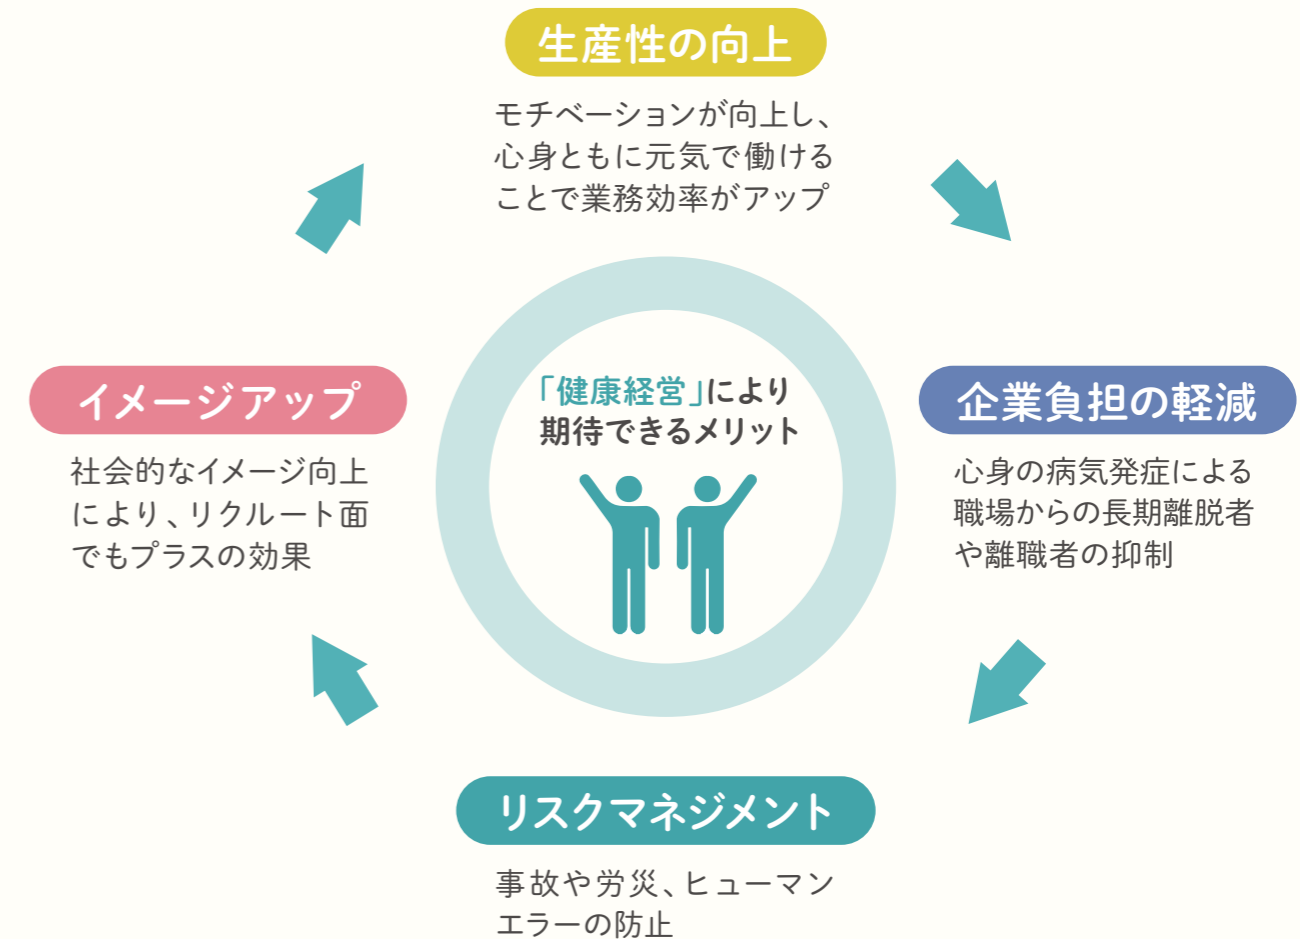 生産性の向上
モチベーションが向上し、
心身ともに元気で働ける
ことで業務効率がアップ
「健康経営」により
期待できるメリット
企業負担の軽減
心身の病気発症による
職場からの長期離脱者
や離職者の抑制
リスクマネジメント
事故や労災、ヒューマン
エラーの防止
イメージアップ
社会的なイメージ向上
により、リクルート面
でもプラスの効果